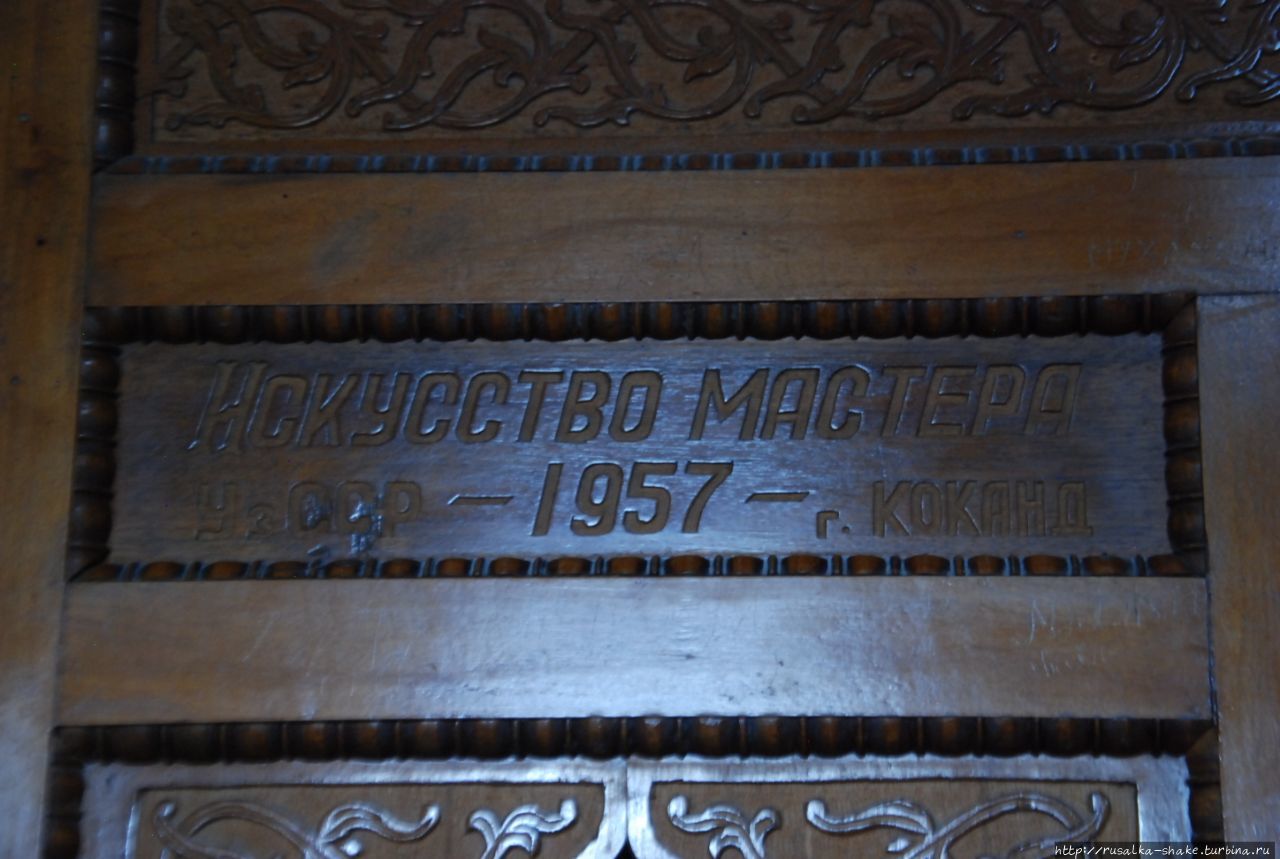 Искусство мастера
УзССР – 1957 – г. Коканд
http://rusalka-shake.turbina.ru